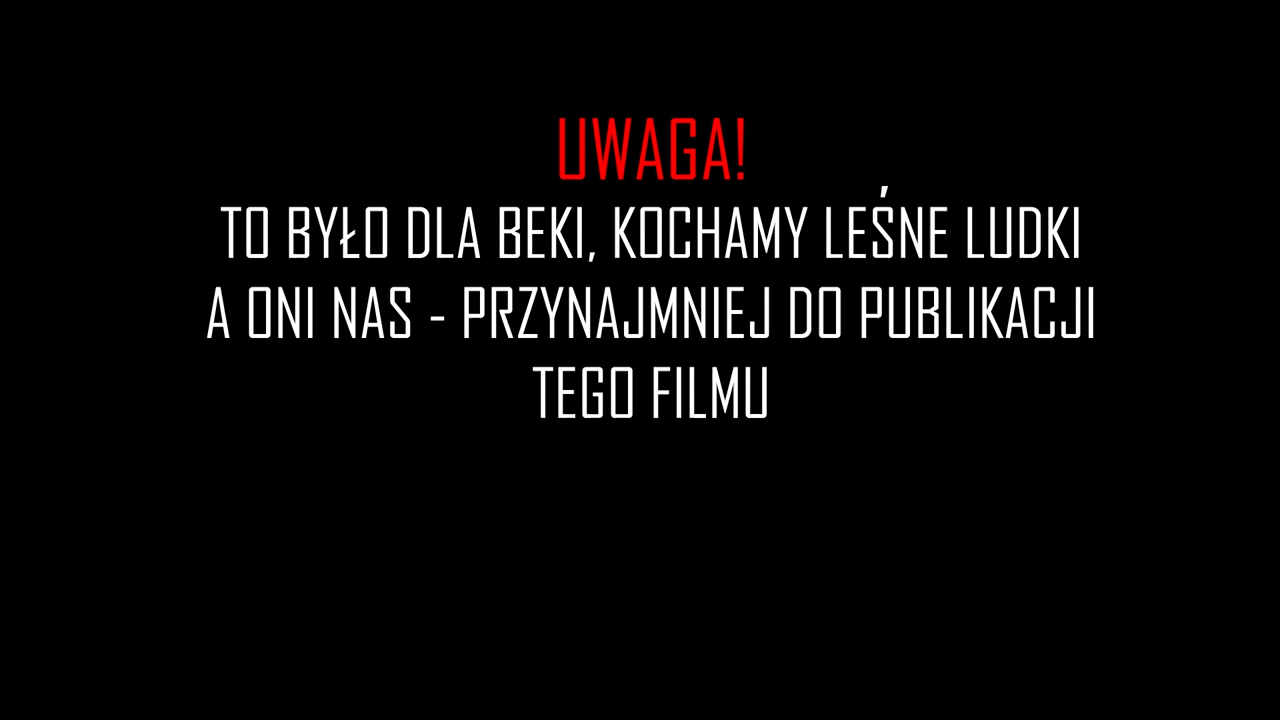 UWAGA!
TO BYŁO DLA BEKI, KOCHAMY LEŚNE LUDKI
A ONI NAS - PRZYNAJMNIEJ DO PUBLIKACJI
TEGO FILMU